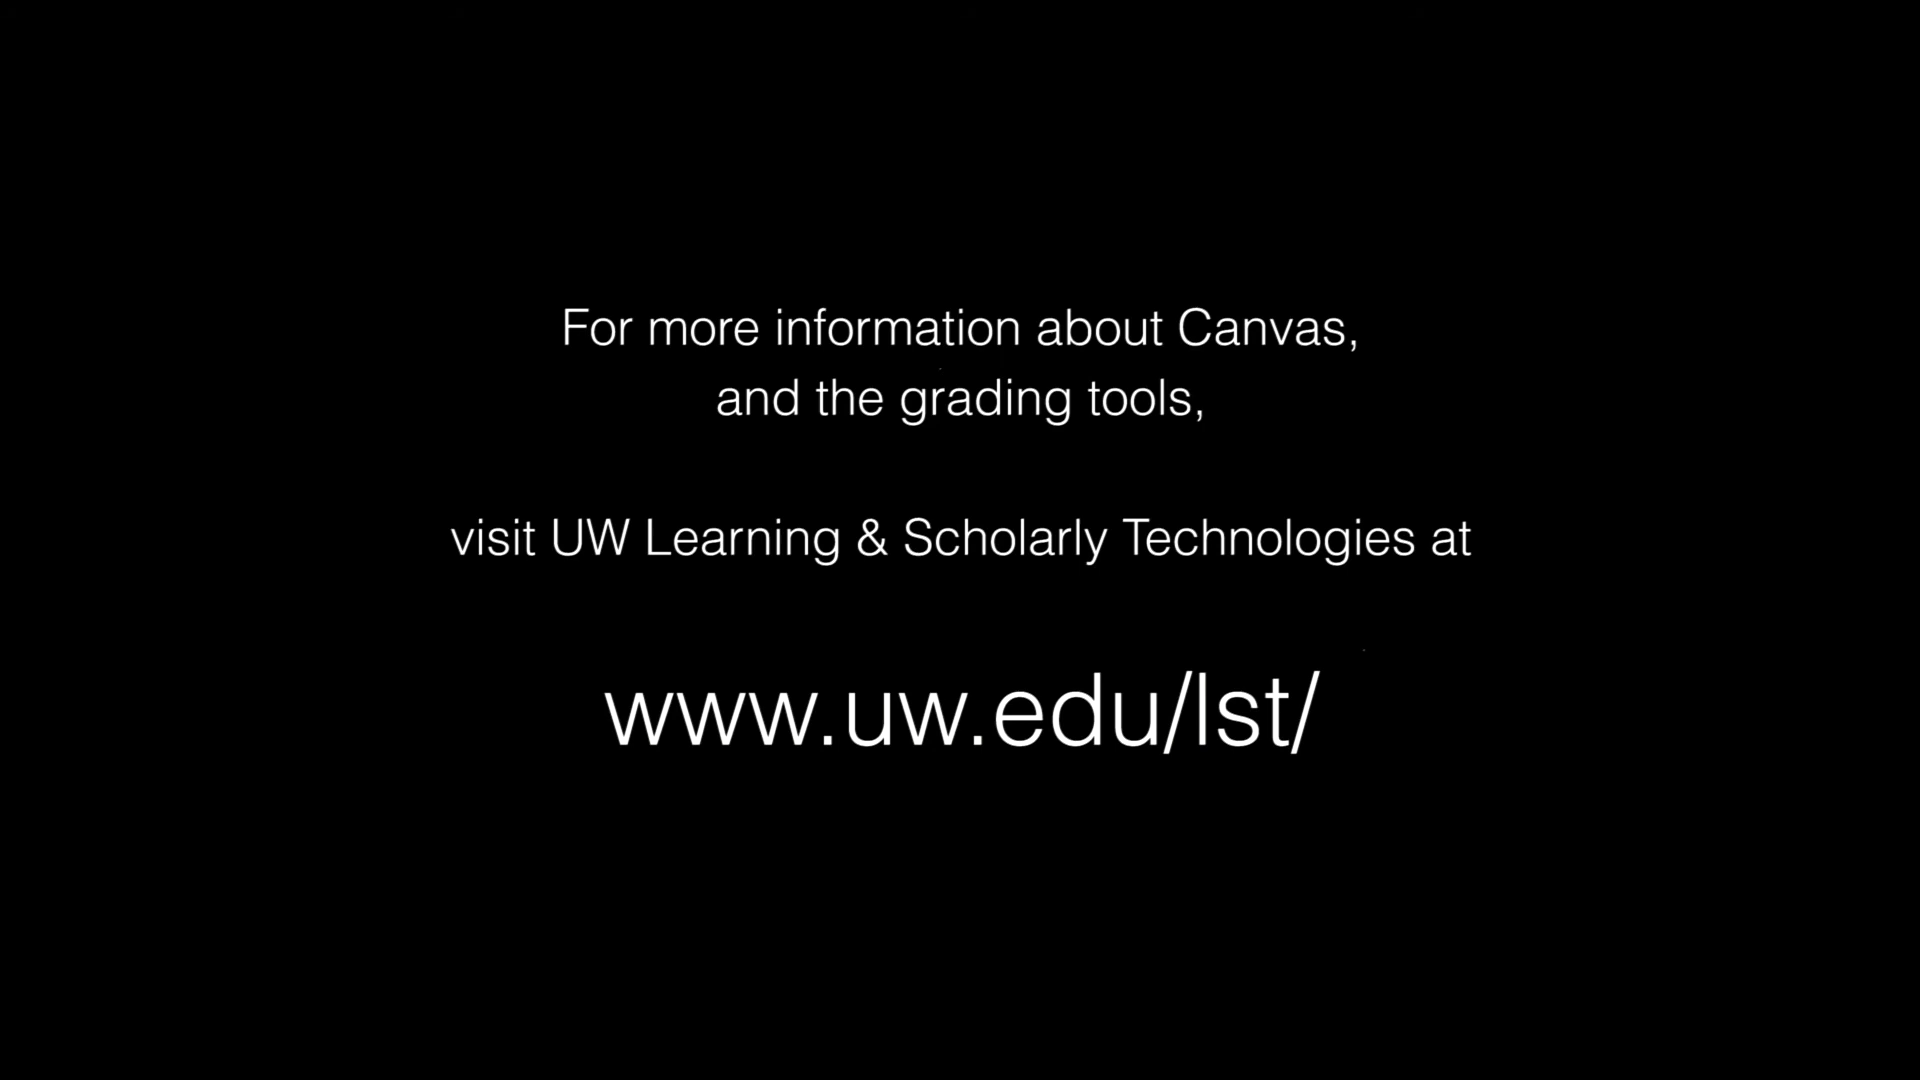 For more information about Canvas,
and the grading tools,
visit UW Learning & Scholarly Technologies at
www.uw.edu/lst/